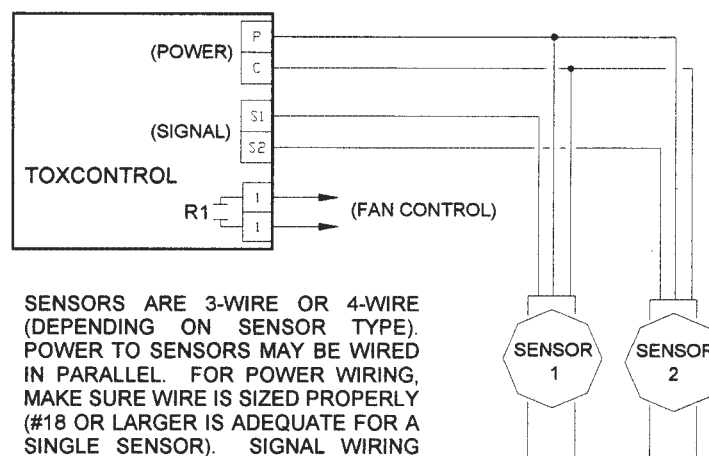 P
(POWER)
C
S1
(SIGNAL)
S2
TOXCONTROL
1
R1
(FAN CONTROL)
1
SENSORS ARE 3-WIRE OR 4-WIRE
(DEPENDING ON SENSOR TYPE).
POWER TO SENSORS MAY BE WIRED
IN PARALLEL. FOR POWER WIRING,
MAKE SURE WIRE IS SIZED PROPERLY
(#18 OR LARGER IS ADEQUATE FOR A
SINGLE SENSOR). SIGNAL WIRING
SENSOR
1
SENSOR
2